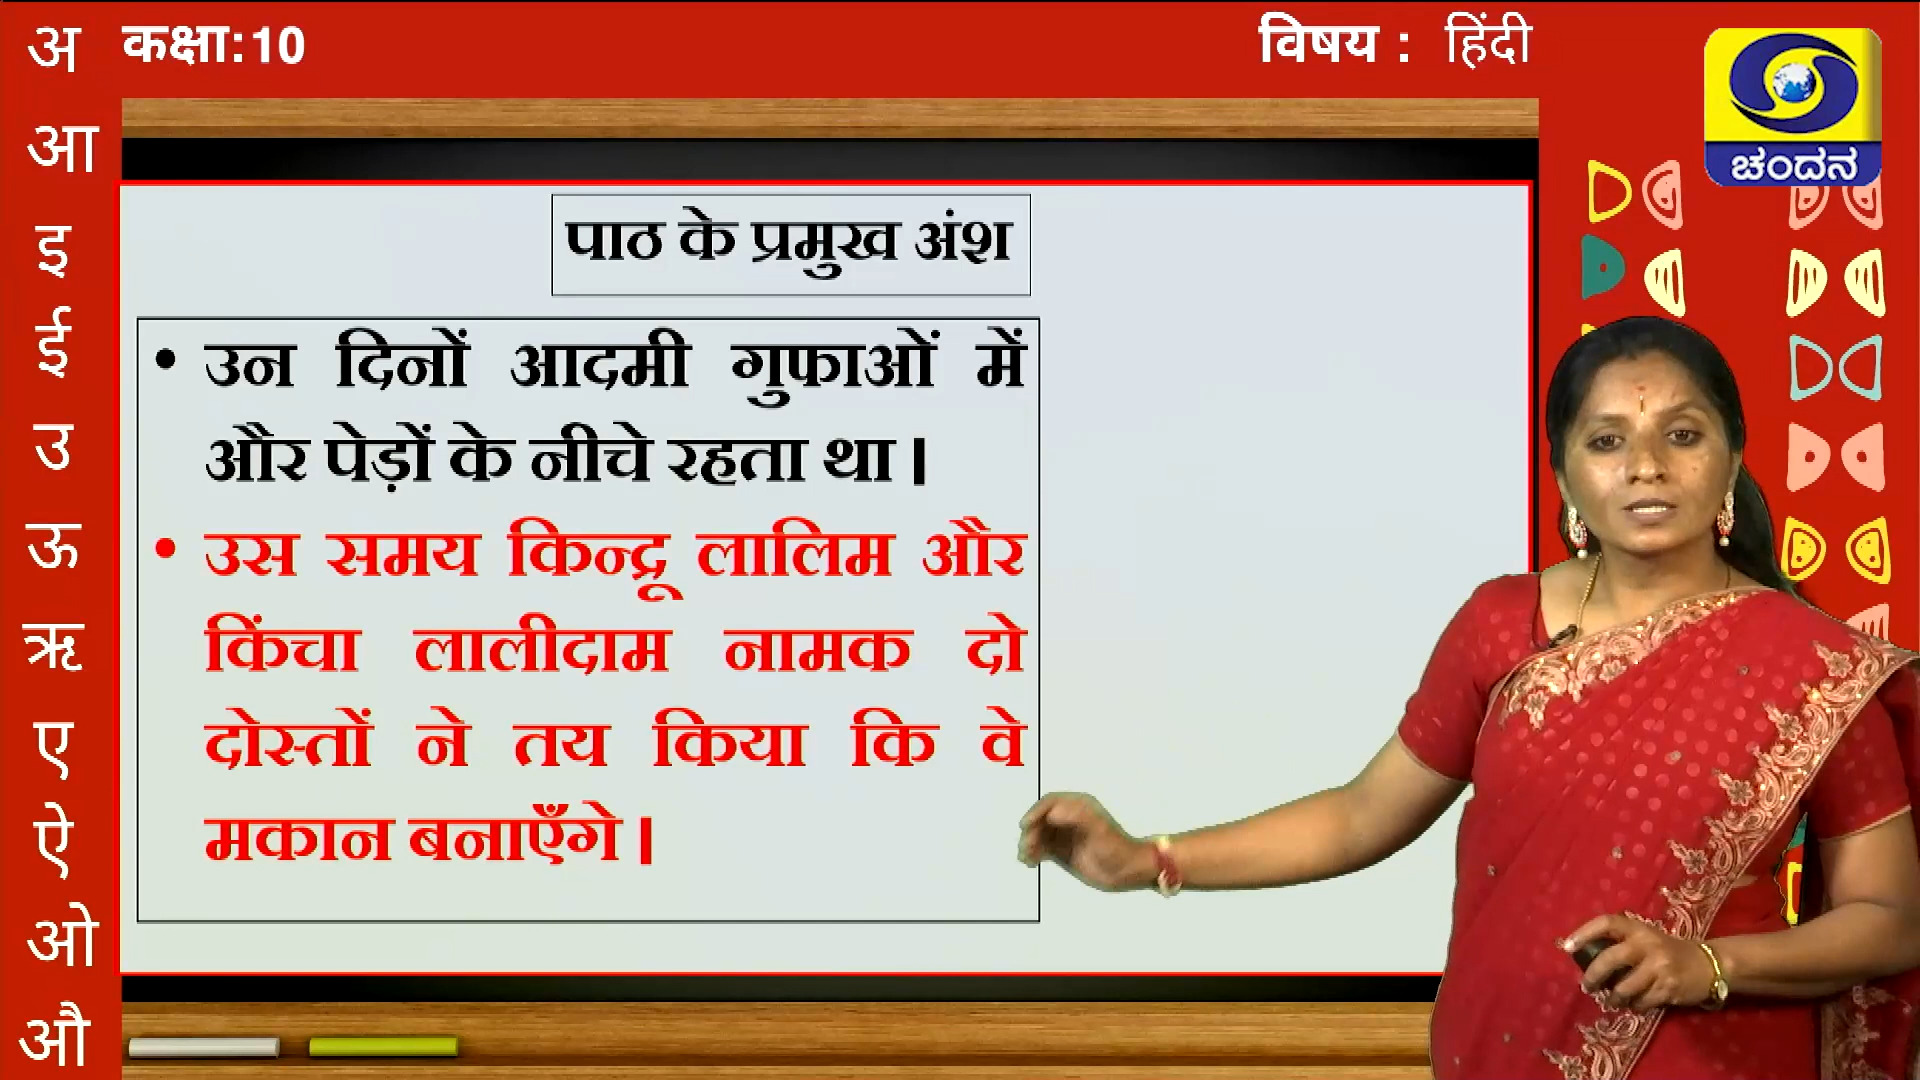 कक्षा:10
विषय : हिंदी
ಚಂದನ
अ
आ
इ
ई
उ
ऊ
ऋ
ए
ऐ
ओ
औ
पाठ के प्रमुख अंश
• उन दिनों आदमी गुफाओं में
और पेड़ों के नीचे रहता था।
• उस समय किन्द्रू लालिम और
किंचा लालीदाम नामक दो
दोस्तों ने तय किया कि वे
मकान बनाएँगे।